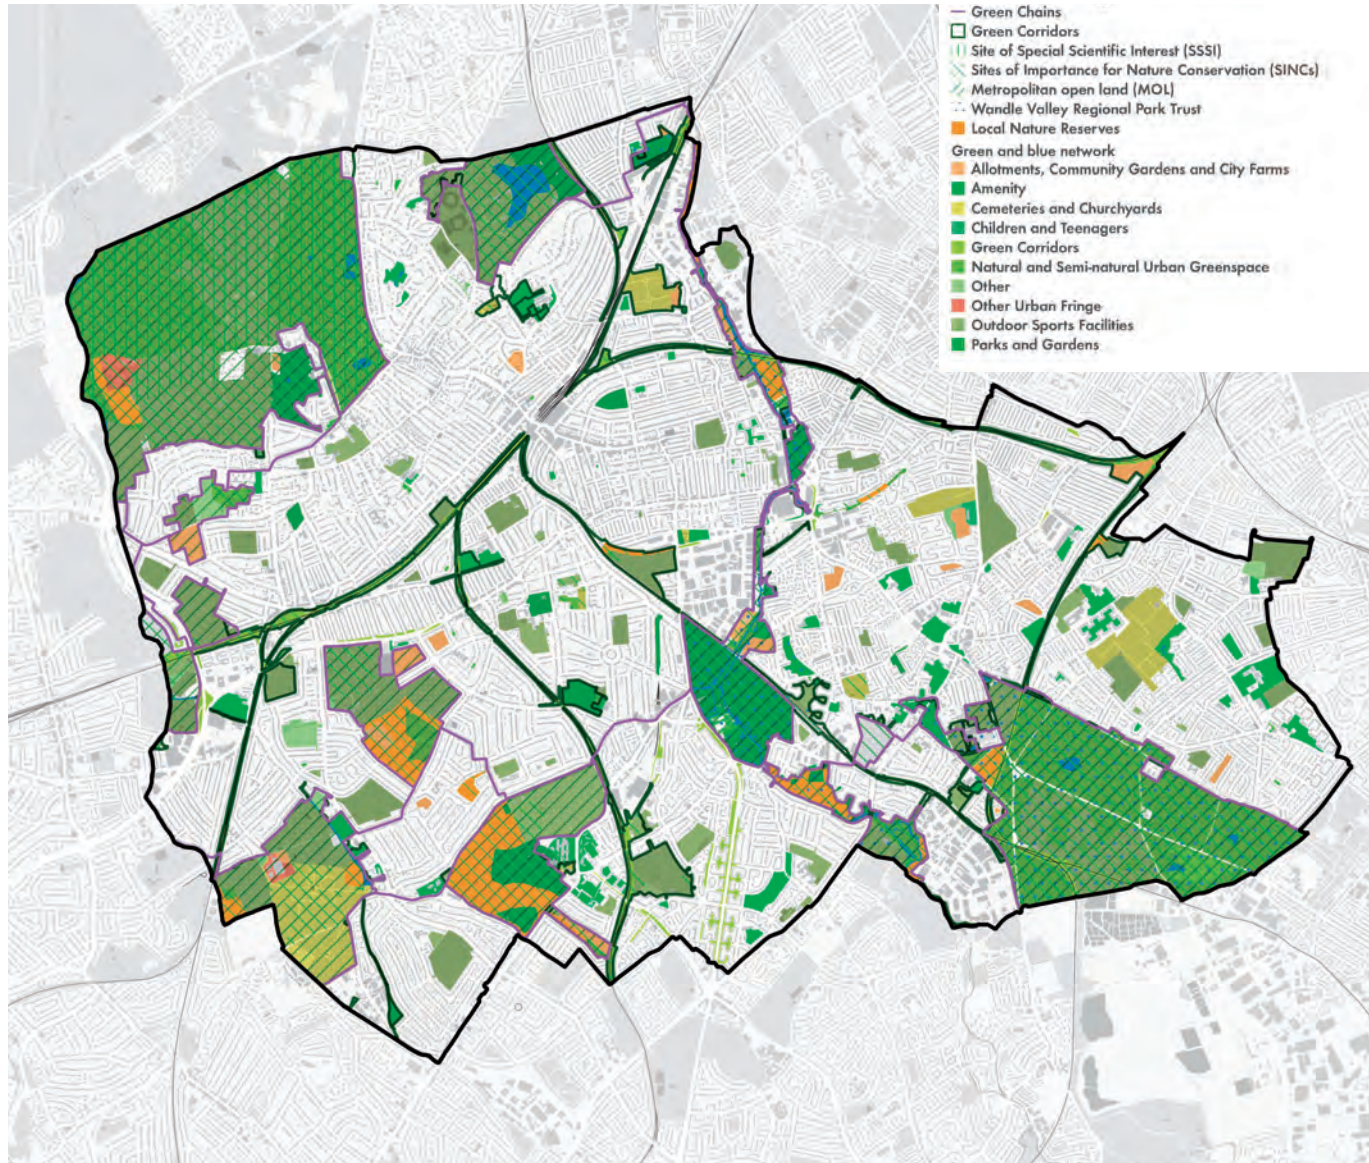 Green Chains
Green Corridors
Site of Special Scientific Interest (SSSI)
Sites of Importance for Nature Conservation (SINCs)
Metropolitan open land (MOL)
Wandle Valley Regional Park Trust
Local Nature Reserves
Green and blue network
Allotments, Community Gardens and City Farms
Amenity
Cemeteries and Churchyards
Children and Teenagers
Green Corridors
Natural and Semi-natural Urban Greenspace
Other
Other Urban Fringe
Outdoor Sports Facilities
Parks and Gardens